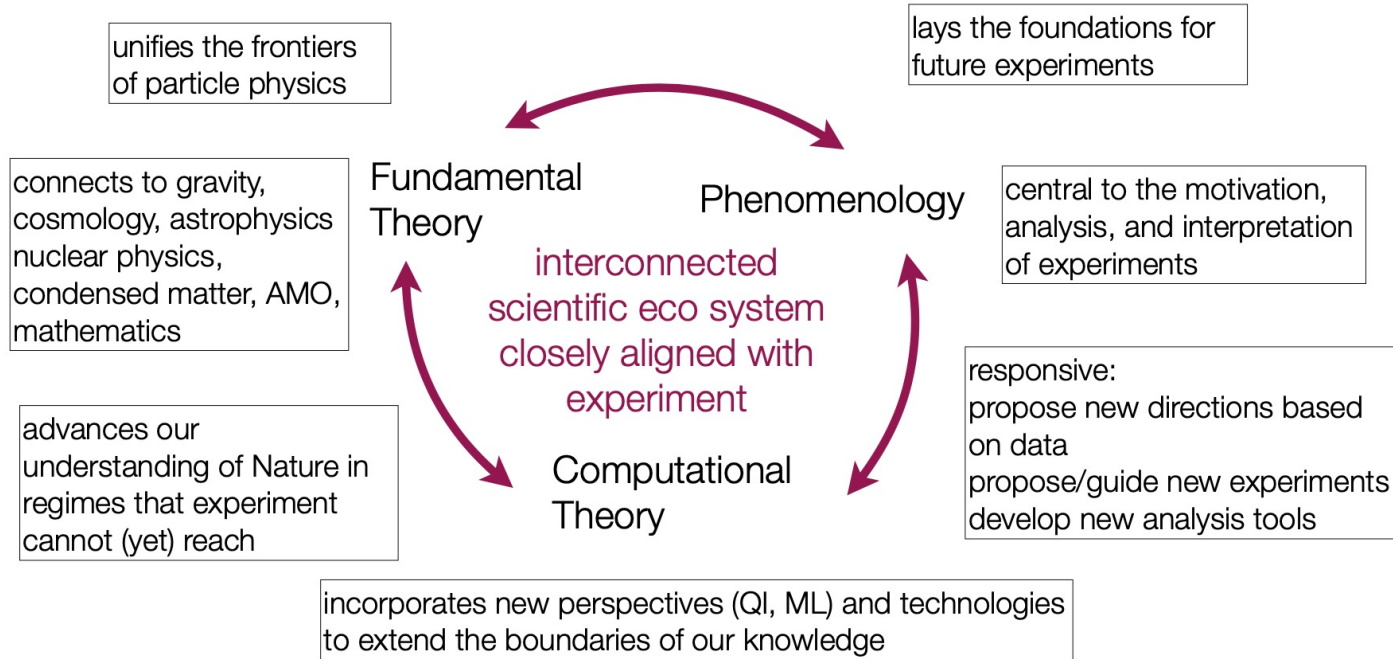 unifies the frontiers
of particle physics
lays the foundations for
future experiments
connects to gravity,
cosmology, astrophysics
nuclear physics,
condensed matter, AMO,
mathematics
Fundamental
Theory
Phenomenology
central to the motivation,
analysis, and interpretation
of experiments
interconnected
scientific eco system
closely aligned with
experiment
advances our
understanding of Nature in
regimes that experiment
cannot (yet) reach
Computational
Theory
responsive:
propose new directions based
on data
propose/guide new experiments
develop new analysis tools
incorporates new perspectives (QI, ML) and technologies
to extend the boundaries of our knowledge